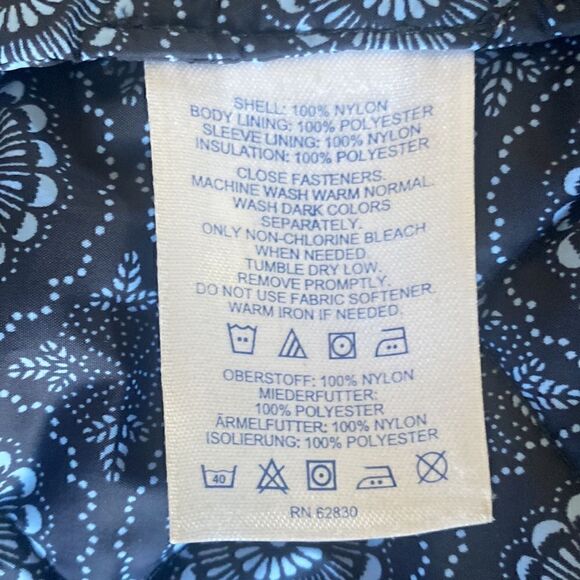 SHELL: 100% NYLON
BODY LINING: 100% POLYESTER
SLEEVE LINING: 100% NYLON
INSULATION: 100% POLYESTER
CLOSE FASTENERS.
MACHINE WASH WARM NORMAL.
WASH DARK COLORS
SEPARATELY.
ONLY NON-CHLORINE BLEACH
WHEN NEEDED.
TUMBLE DRY LOW.
REMOVE PROMPTLY.
DO NOT USE FABRIC SOFTENER.
WARM IRON IF NEEDED.
OBERSTOFF: 100% NYLON
MIEDERFUTTER:
100% POLYESTER
ÄRMELFUTTER: 100% NYLON
ISOLIERUNG: 100% POLYESTER
40
RN 62830